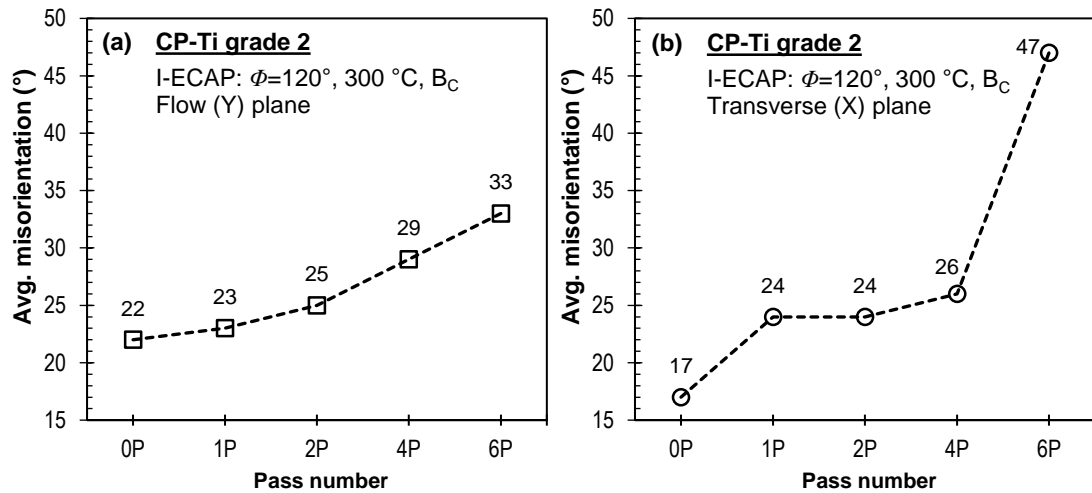 (a) CP-Ti grade 2
I-ECAP: Φ=120°, 300 °C, B_C
Flow (Y) plane
Avg. misorientation (°)
50
45
40
35
30
25
20
15
22
23
25
29
33
0P 1P 2P 4P 6P
Pass number
(b) CP-Ti grade 2
I-ECAP: Φ=120°, 300 °C, B_C
Transverse (X) plane
Avg. misorientation (°)
50
45
40
35
30
25
20
15
17
24
24
26
47
0P 1P 2P 4P 6P
Pass number